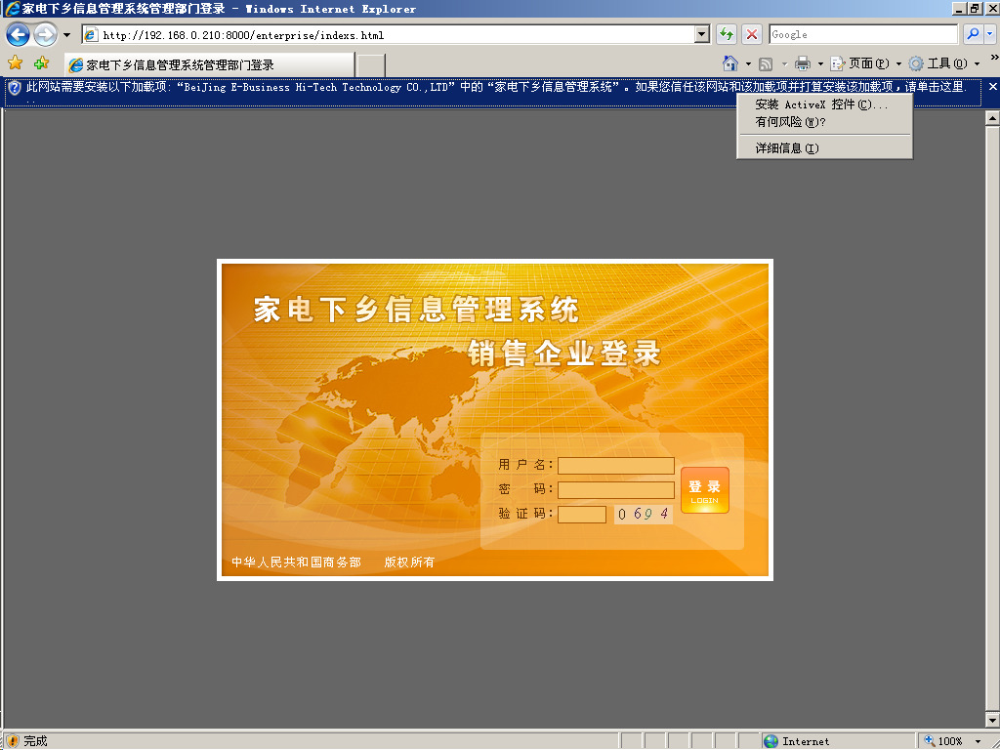 家电下乡信息管理系统管理部门登录 - Windows Internet Explorer
http://192.168.0.210:8000/enterprise/indexs.html
Google
家电下乡信息管理系统管理部门登录
页面(P)
工具(O)
此网站需要安装以下加载项: “BeiJing E-Business Hi-Tech Technology CO.,LTD”中的“家电下乡信息管理系统”。如果您信任该网站和该加载项并打算安装该加载项，请单击这里.
..
安装 ActiveX 控件(C)...
有何风险(W)?
详细信息(I)
家电下乡信息管理系统
销售企业登录
用户名：
密 码：
登录
LOGIN
验证码：
0694
中华人民共和国商务部 版权所有
完成
Internet
100%